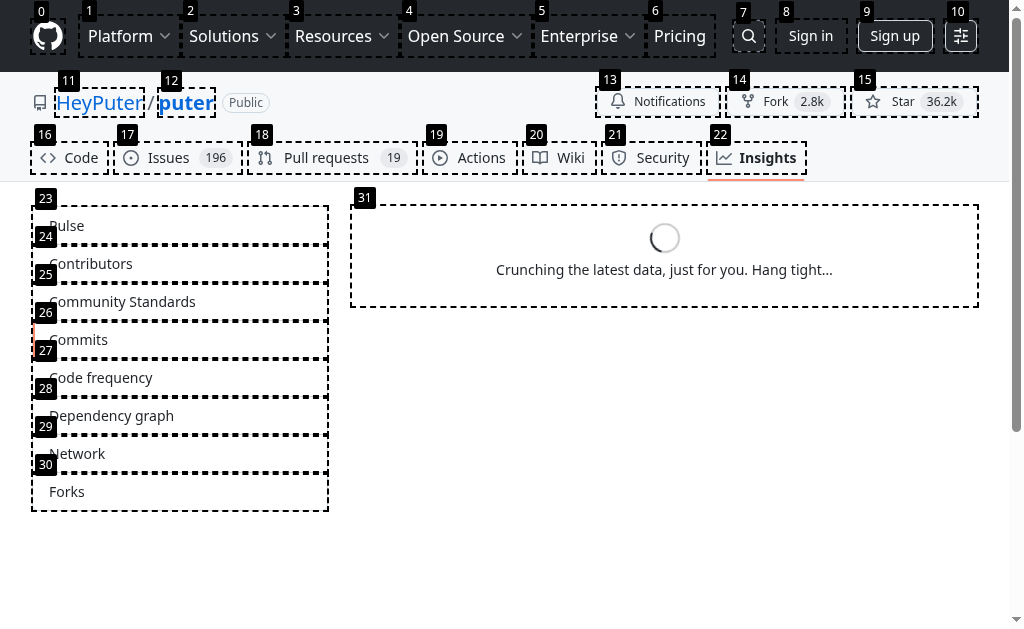 0 1 2 3 4 5 6 7 8 9 10
Platform Solutions Resources Open Source Enterprise Pricing Sign in Sign up
11 12 13 14 15
HeyPuter / puter Public Notifications Fork 2.8k Star 36.2k
16 17 18 19 20 21 22
Code Issues 196 Pull requests 19 Actions Wiki Security Insights
23
Pulse
24
Contributors
25
Community Standards
26
Commits
27
Code frequency
28
Dependency graph
29
Network
30
Forks
31
Crunching the latest data, just for you. Hang tight...